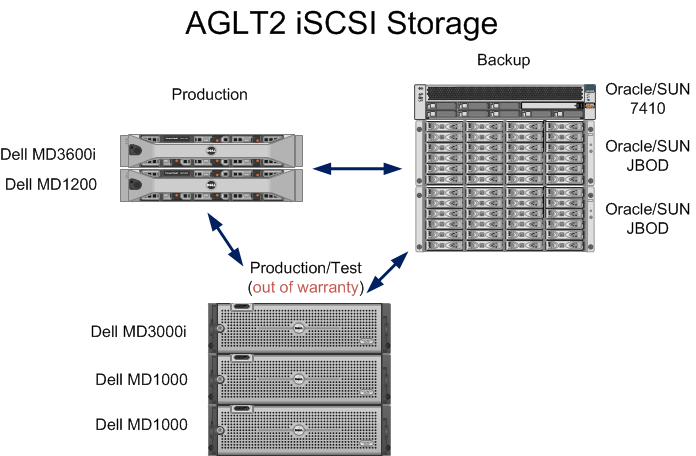 AGLT2 iSCSI Storage
Backup
Production
Oracle/SUN
7410
Dell MD3600i
Dell MD1200
Oracle/SUN
JBOD
Oracle/SUN
JBOD
Production/Test
(out of warranty)
Dell MD3000i
Dell MD1000
Dell MD1000